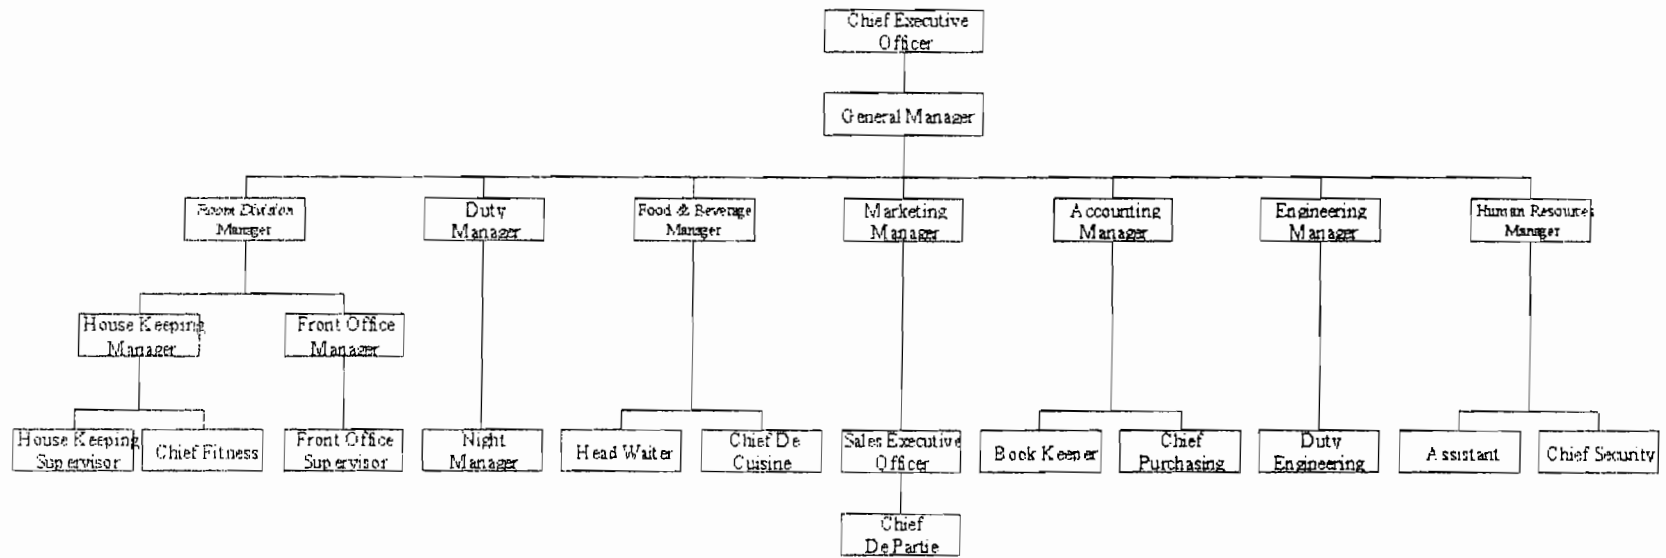 Chief Executive
Officer
General Manager
Room Division
Manager
Duty
Manager
Food & Beverage
Manager
Marketing
Manager
Accounting
Manager
Engineering
Manager
Human Resources
Manager
House Keeping
Manager
Front Office
Manager
House Keeping
Supervisor
Chief Fitness
Front Office
Supervisor
Night
Manager
Head Waiter
Chief De
Cuisine
Sales Executive
Officer
Book Keeper
Chief
Purchasing
Duty
Engineering
Assistant
Chief Security
Chief
De Partie